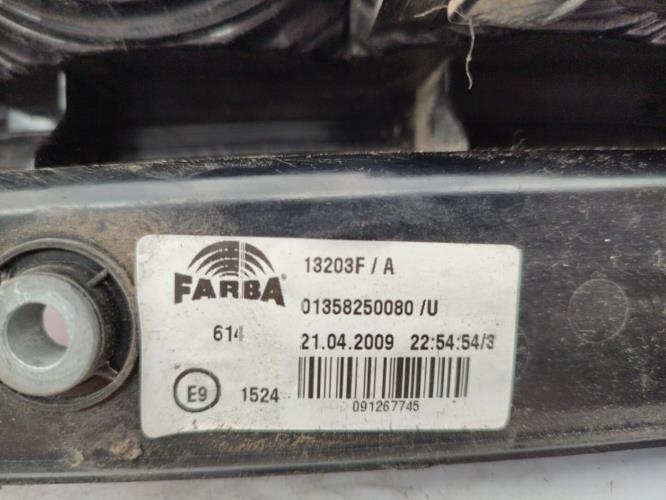 FARBA
13203F / A
01358250080 /U
614
21.04.2009 22:54:54/3
E9 1524
091267745